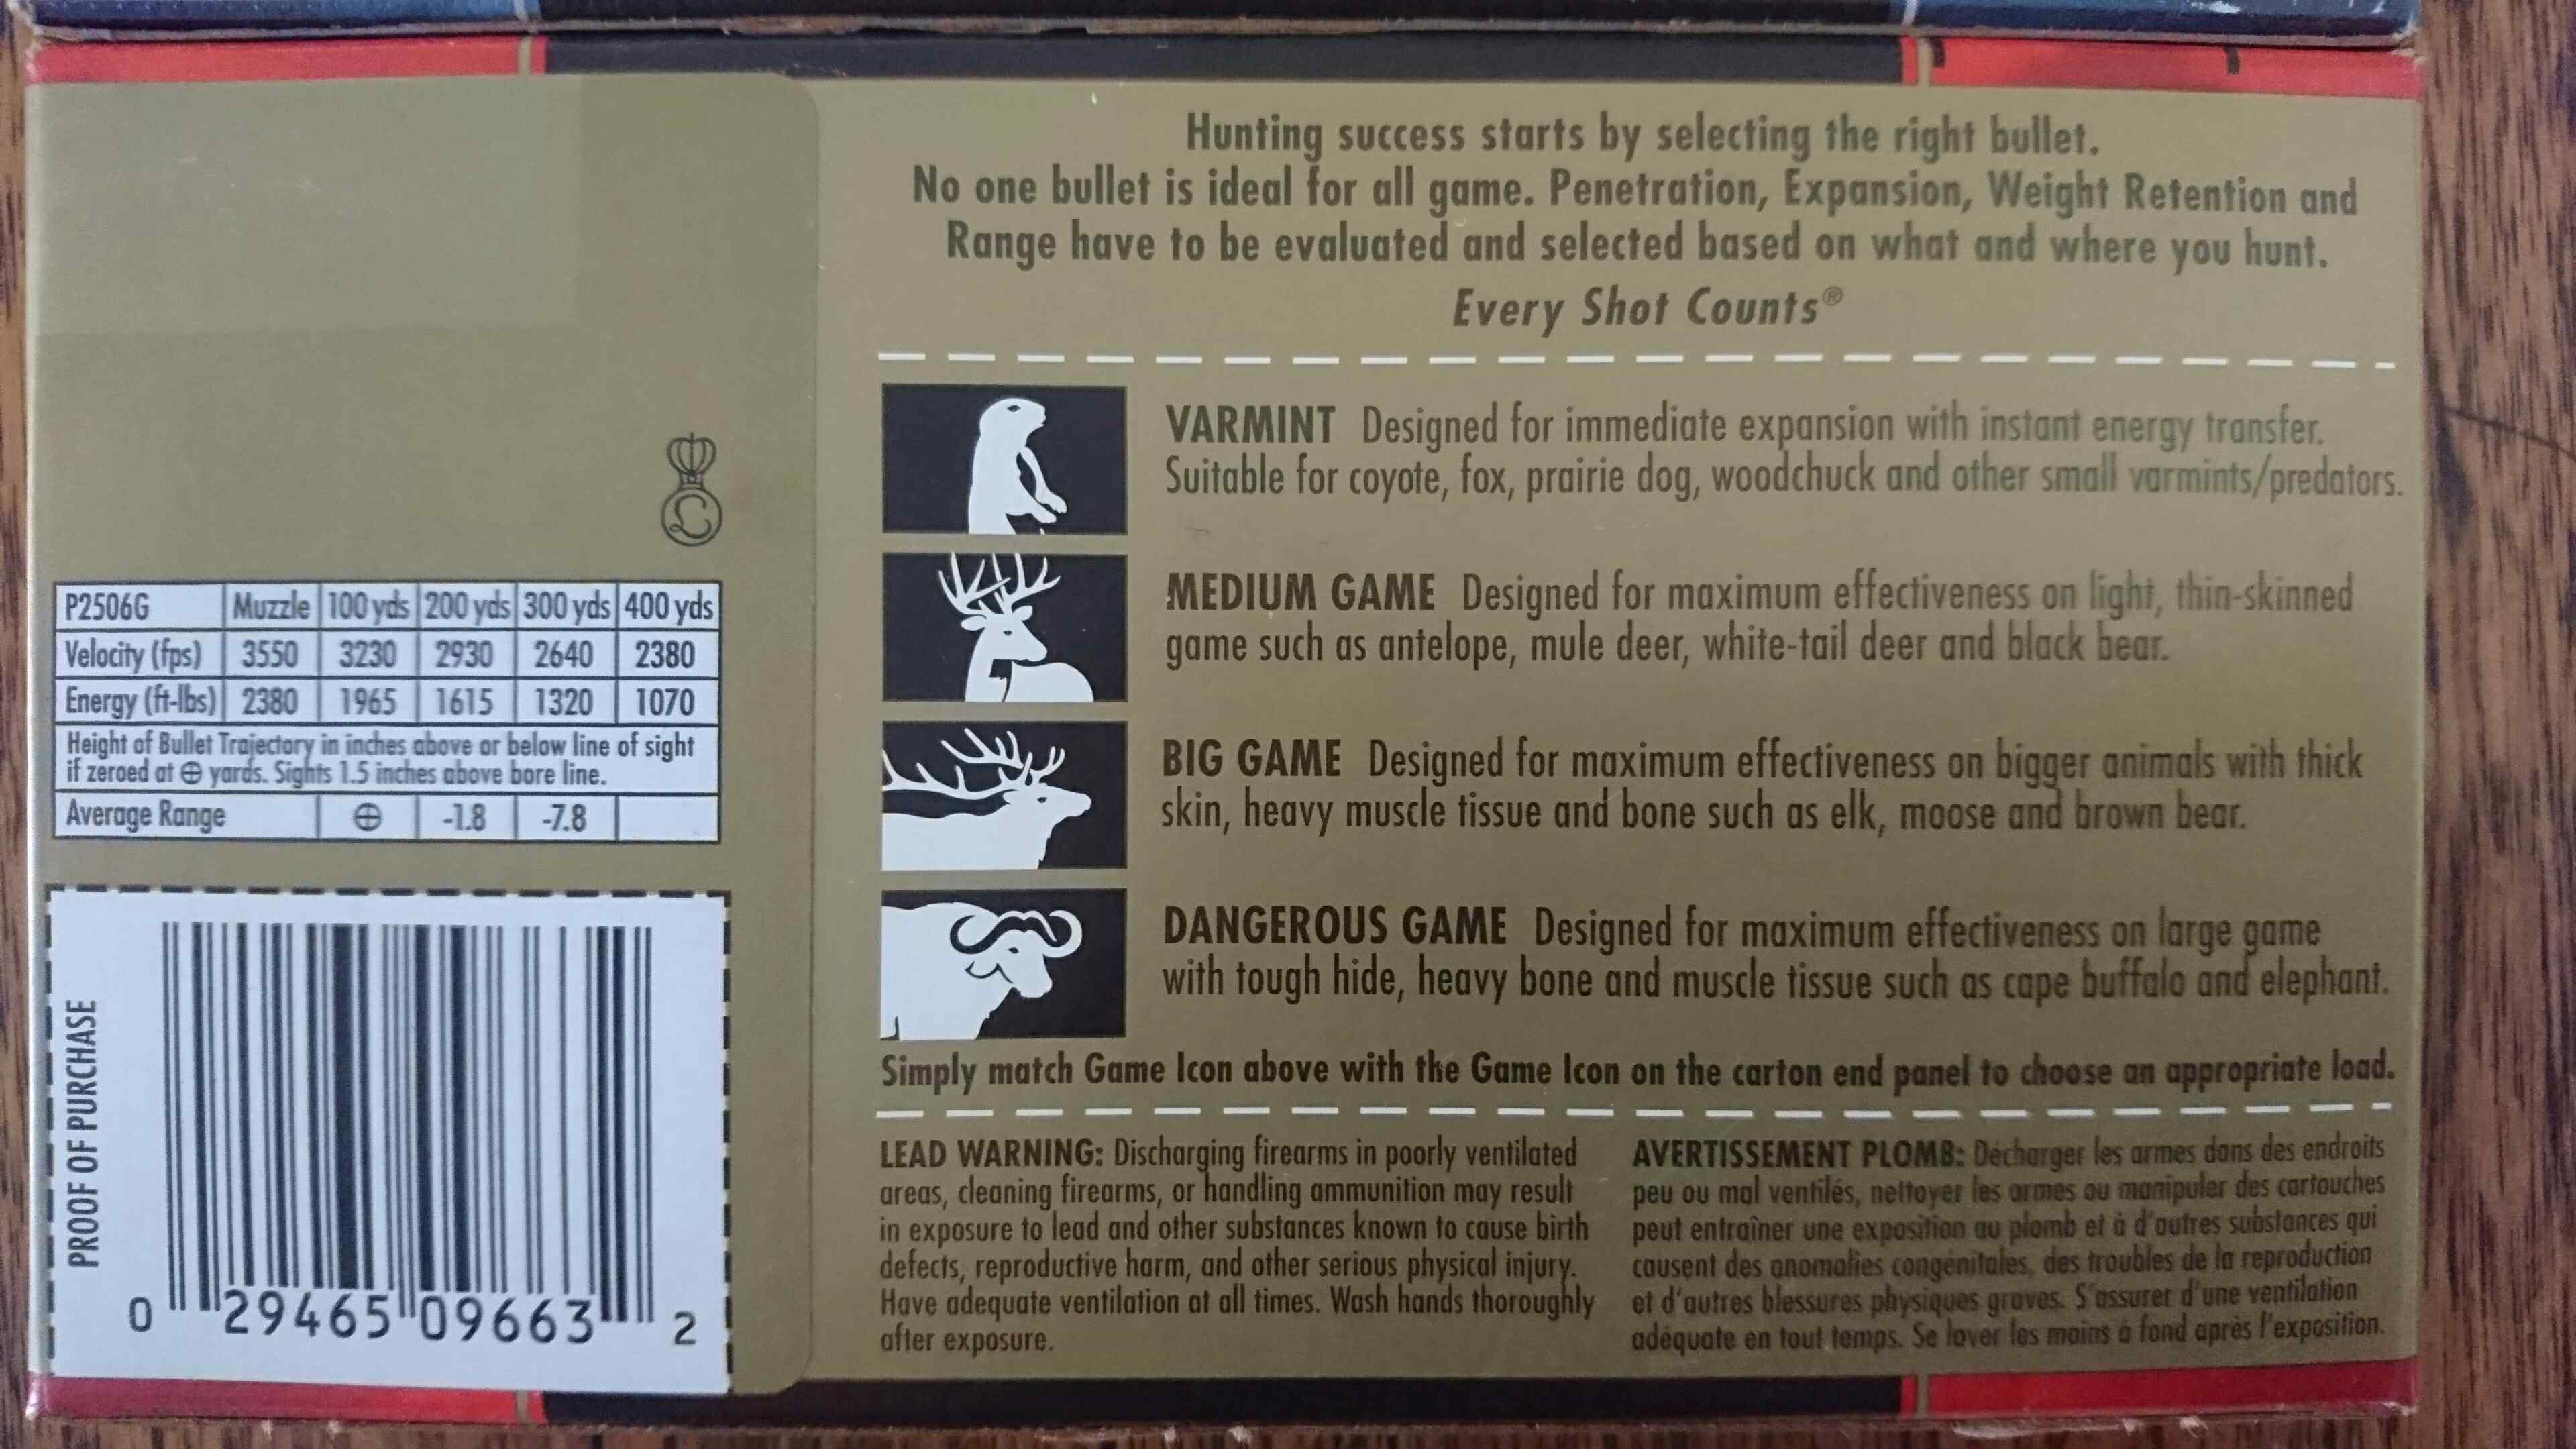 Hunting success starts by selecting the right bullet.
No one bullet is ideal for all game. Penetration, Expansion, Weight Retention and
Range have to be evaluated and selected based on what and where you hunt.
Every Shot Counts®
VARMINT Designed for immediate expansion with instant energy transfer.
Suitable for coyote, fox, prairie dog, woodchuck and other small varmints/predators.
MEDIUM GAME Designed for maximum effectiveness on light, thin-skinned
game such as antelope, mule deer, white-tail deer and black bear.
BIG GAME Designed for maximum effectiveness on bigger animals with thick
skin, heavy muscle tissue and bone such as elk, moose and brown bear.
DANGEROUS GAME Designed for maximum effectiveness on large game
with tough hide, heavy bone and muscle tissue such as cape buffalo and elephant.
Simply match Game Icon above with the Game Icon on the carton end panel to choose an appropriate load.
LEAD WARNING: Discharging firearms in poorly ventilated
areas, cleaning firearms, or handling ammunition may result
in exposure to lead and other substances known to cause birth
defects, reproductive harm, and other serious physical injury.
Have adequate ventilation at all times. Wash hands thoroughly
after exposure.
AVERTISSEMENT PLOMB: Décharger les armes dans des endroits
peu ou mal ventilés, nettoyer les armes ou manipuler des cartouches
peut entraîner une exposition au plomb et à d'autres substances qui
causent des anomalies congénitales, des troubles de la reproduction
et d'autres blessures physiques graves. S'assurer d'une ventilation
adéquate en tout temps. Se laver les mains à fond après l'exposition.
L
P2506G Muzzle 100 yds 200 yds 300 yds 400 yds
Velocity (fps) 3550 3230 2930 2640 2380
Energy (ft-lbs) 2380 1965 1615 1320 1070
Height of Bullet Trajectory in inches above or below line of sight
if zeroed at ⊕ yards. Sights 1.5 inches above bore line.
Average Range ⊕ -1.8 -7.8
PROOF OF PURCHASE
0 29465 09663 2